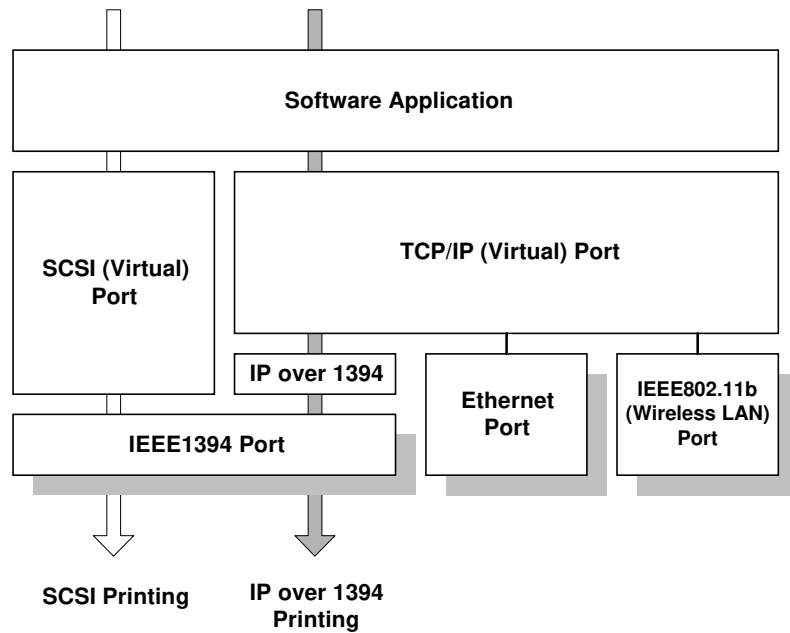 Software Application
SCSI (Virtual)
Port
TCP/IP (Virtual) Port
IP over 1394
Ethernet
Port
IEEE802.11b
(Wireless LAN)
Port
IEEE1394 Port
SCSI Printing
IP over 1394
Printing